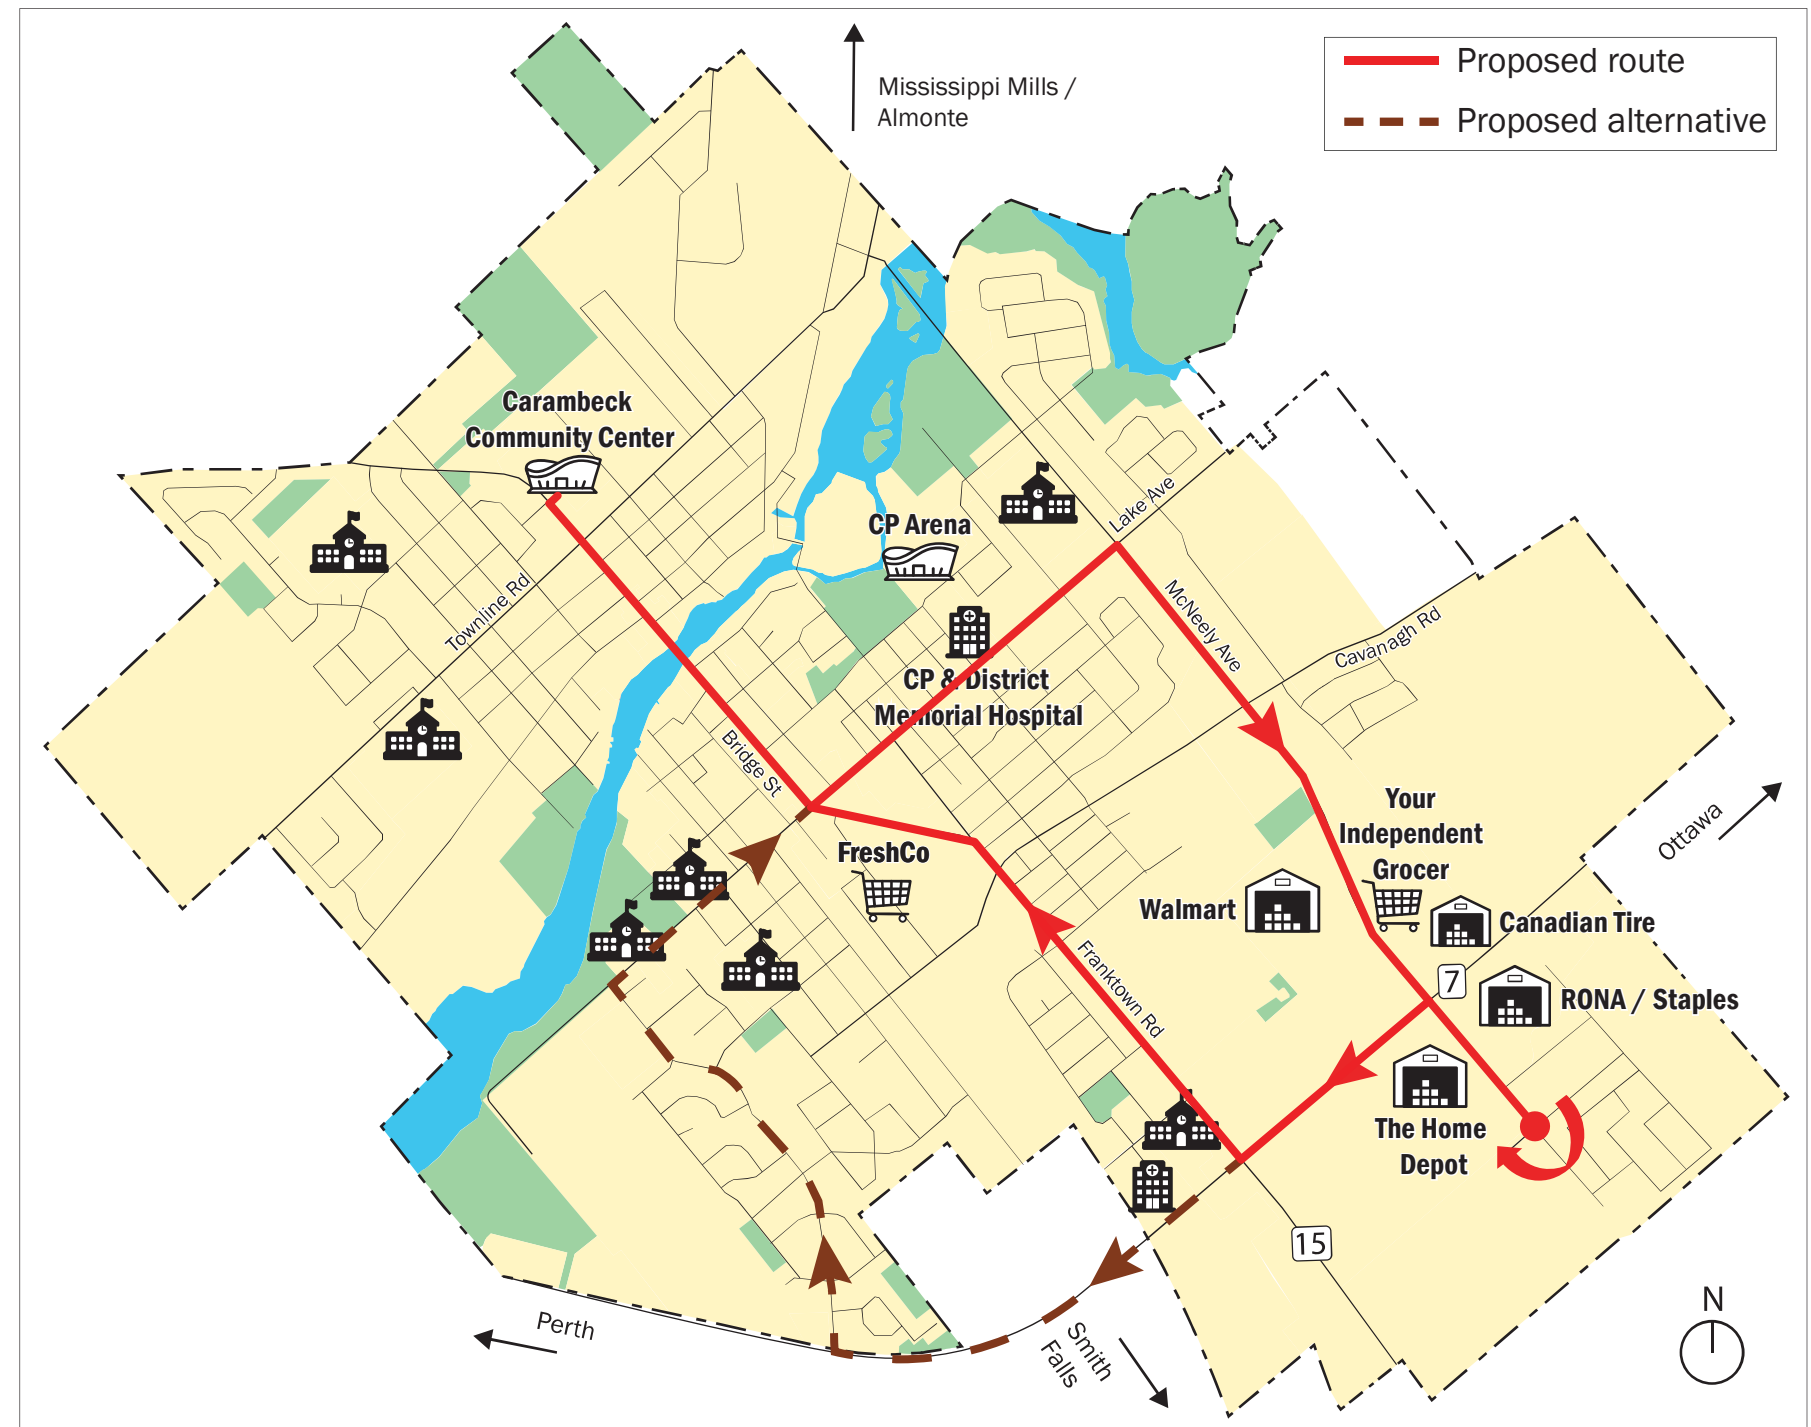 Proposed route
Proposed alternative
Mississippi Mills /
Almonte
Carambeck
Community Center
CP Arena
Lake Ave
Townline Rd
McNeely Ave
Cavanagh Rd
CP & District
Memorial Hospital
Bridge St
Your
Independent
Grocer
Ottawa
FreshCo
Walmart
Canadian Tire
7
RONA / Staples
Franktown Rd
The Home
Depot
15
Perth
Smith
Falls
N